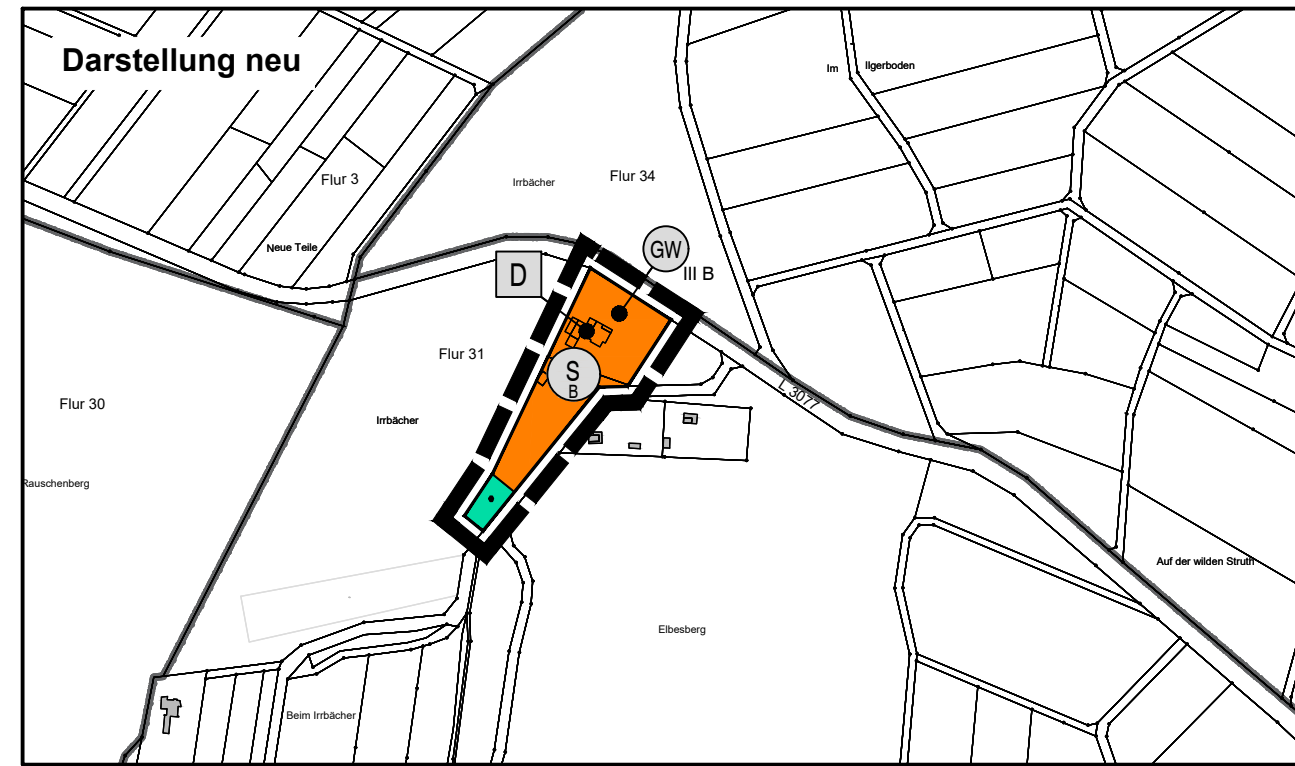 Darstellung neu
Im
Ilgerboden
Flur 3
Irrbächer
Flur 34
Neue Teile
GW
III B
D
Flur 31
S
B
Flur 30
L 3077
Irrbächer
Rauschenberg
Auf der wilden Struth
Elbesberg
Beim Irrbächer